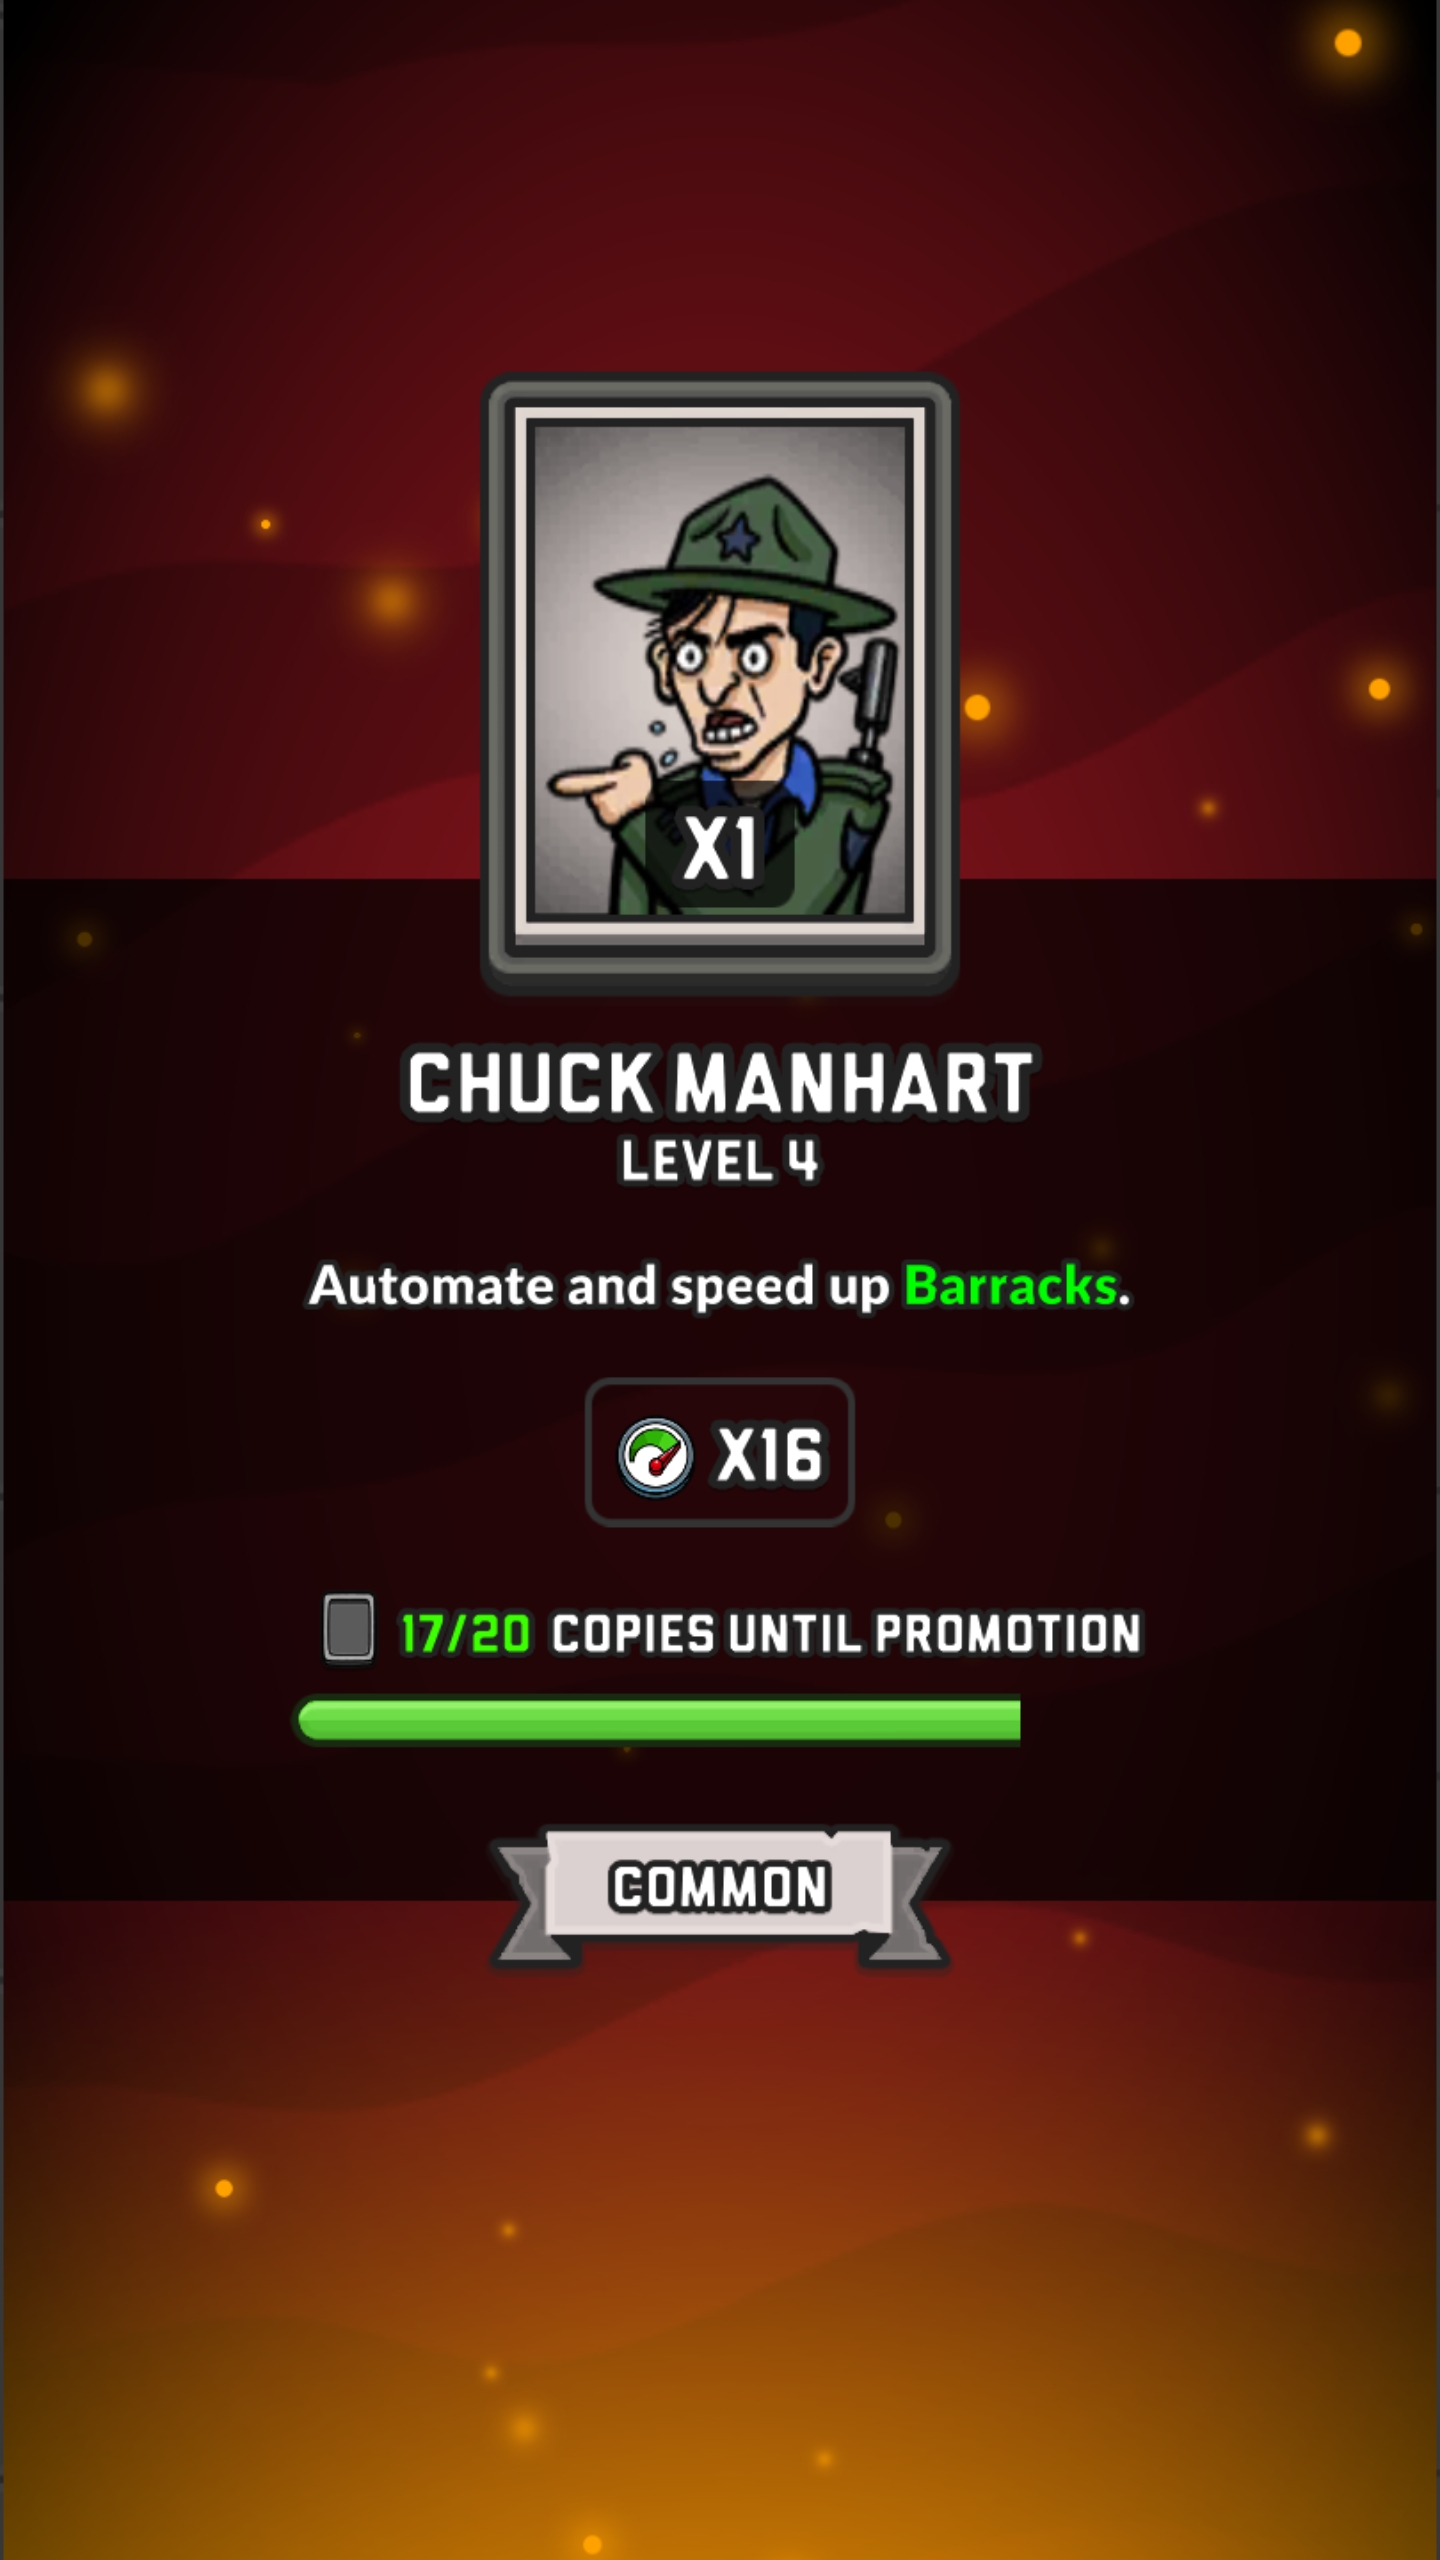 X1
CHUCK MANHART
LEVEL 4
Automate and speed up Barracks.
X16
17/20 COPIES UNTIL PROMOTION
COMMON